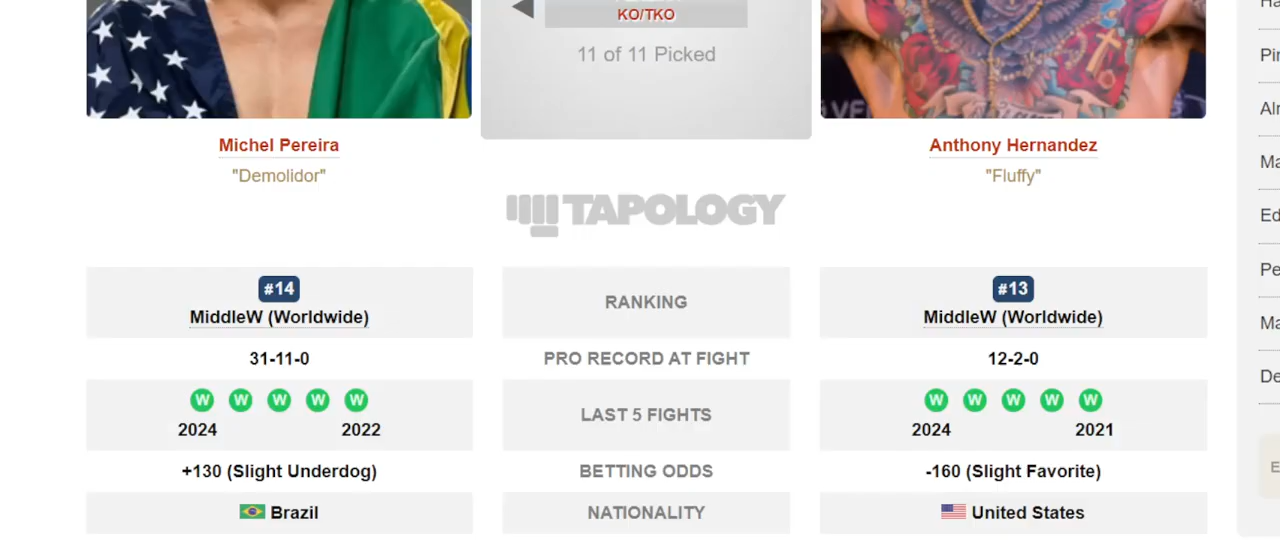 KO/TKO
11 of 11 Picked
Michel Pereira
Anthony Hernandez
"Demolidor"
"Fluffy"
TAPOLOGY
#14
RANKING
#13
MiddleW (Worldwide)
MiddleW (Worldwide)
31-11-0
PRO RECORD AT FIGHT
12-2-0
W W W W W
LAST 5 FIGHTS
W W W W W
2024 2022
2024 2021
+130 (Slight Underdog)
BETTING ODDS
-160 (Slight Favorite)
Brazil
NATIONALITY
United States